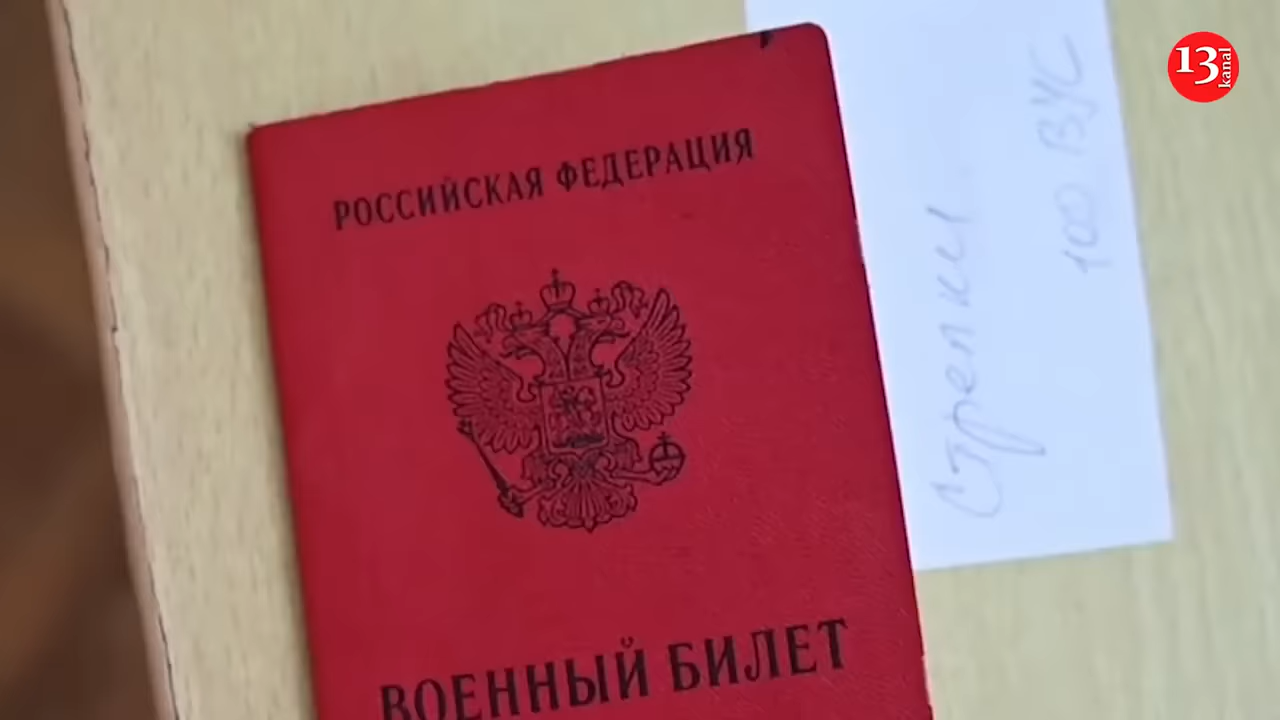 РОССИЙСКАЯ ФЕДЕРАЦИЯ
ВОЕННЫЙ БИЛЕТ
Стрелки
100 ВУС
13
kanal